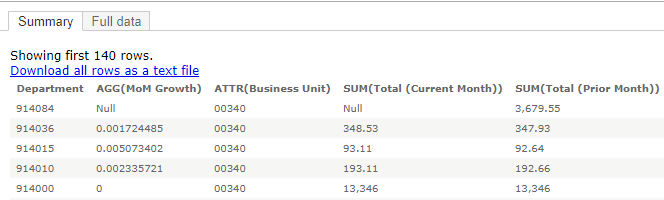 Summary Full data
Showing first 140 rows.
Download all rows as a text file
Department AGG(MoM Growth) ATTR(Business Unit) SUM(Total (Current Month)) SUM(Total (Prior Month))
914084 Null 00340 Null 3,679.55
914036 0.001724485 00340 348.53 347.93
914015 0.005073402 00340 93.11 92.64
914010 0.002335721 00340 193.11 192.66
914000 0 00340 13,346 13,346